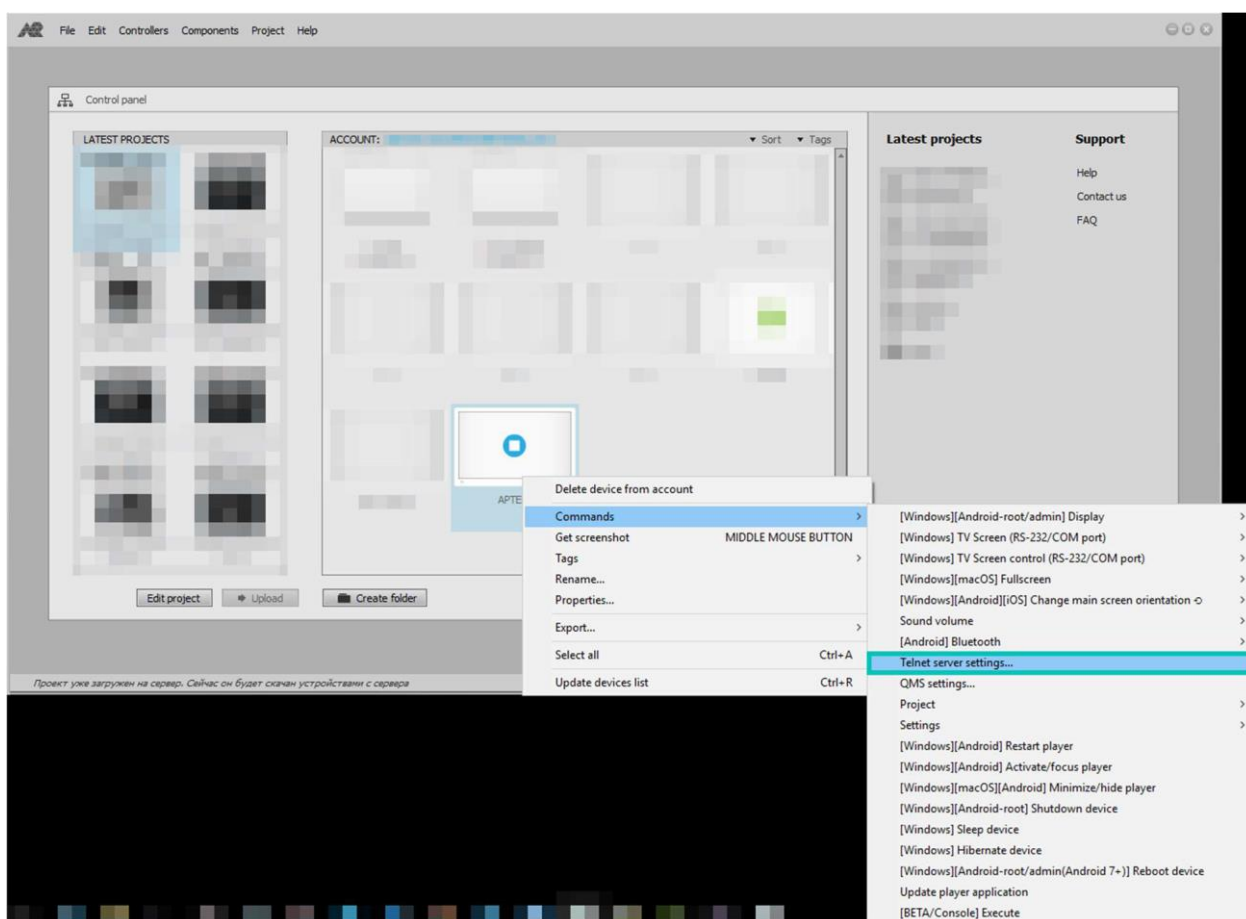 File Edit Controllers Components Project Help
Control panel
LATEST PROJECTS
ACCOUNT:
Sort
Tags
Latest projects
Support
Help
Contact us
FAQ
APTE
Edit project
Upload
Create folder
Проект уже загружен на сервер. Сейчас он будет скачан устройствами с сервера
Delete device from account
Commands
Get screenshot MIDDLE MOUSE BUTTON
Tags
Rename...
Properties...
Export...
Select all Ctrl+A
Update devices list Ctrl+R
[Windows][Android-root/admin] Display
[Windows] TV Screen (RS-232/COM port)
[Windows] TV Screen control (RS-232/COM port)
[Windows][macOS] Fullscreen
[Windows][Android][iOS] Change main screen orientation
Sound volume
[Android] Bluetooth
Telnet server settings...
QMS settings...
Project
Settings
[Windows][Android] Restart player
[Windows][Android] Activate/focus player
[Windows][macOS][Android] Minimize/hide player
[Windows][Android-root] Shutdown device
[Windows] Sleep device
[Windows] Hibernate device
[Windows][Android-root/admin(Android 7+)] Reboot device
Update player application
[BETA/Console] Execute